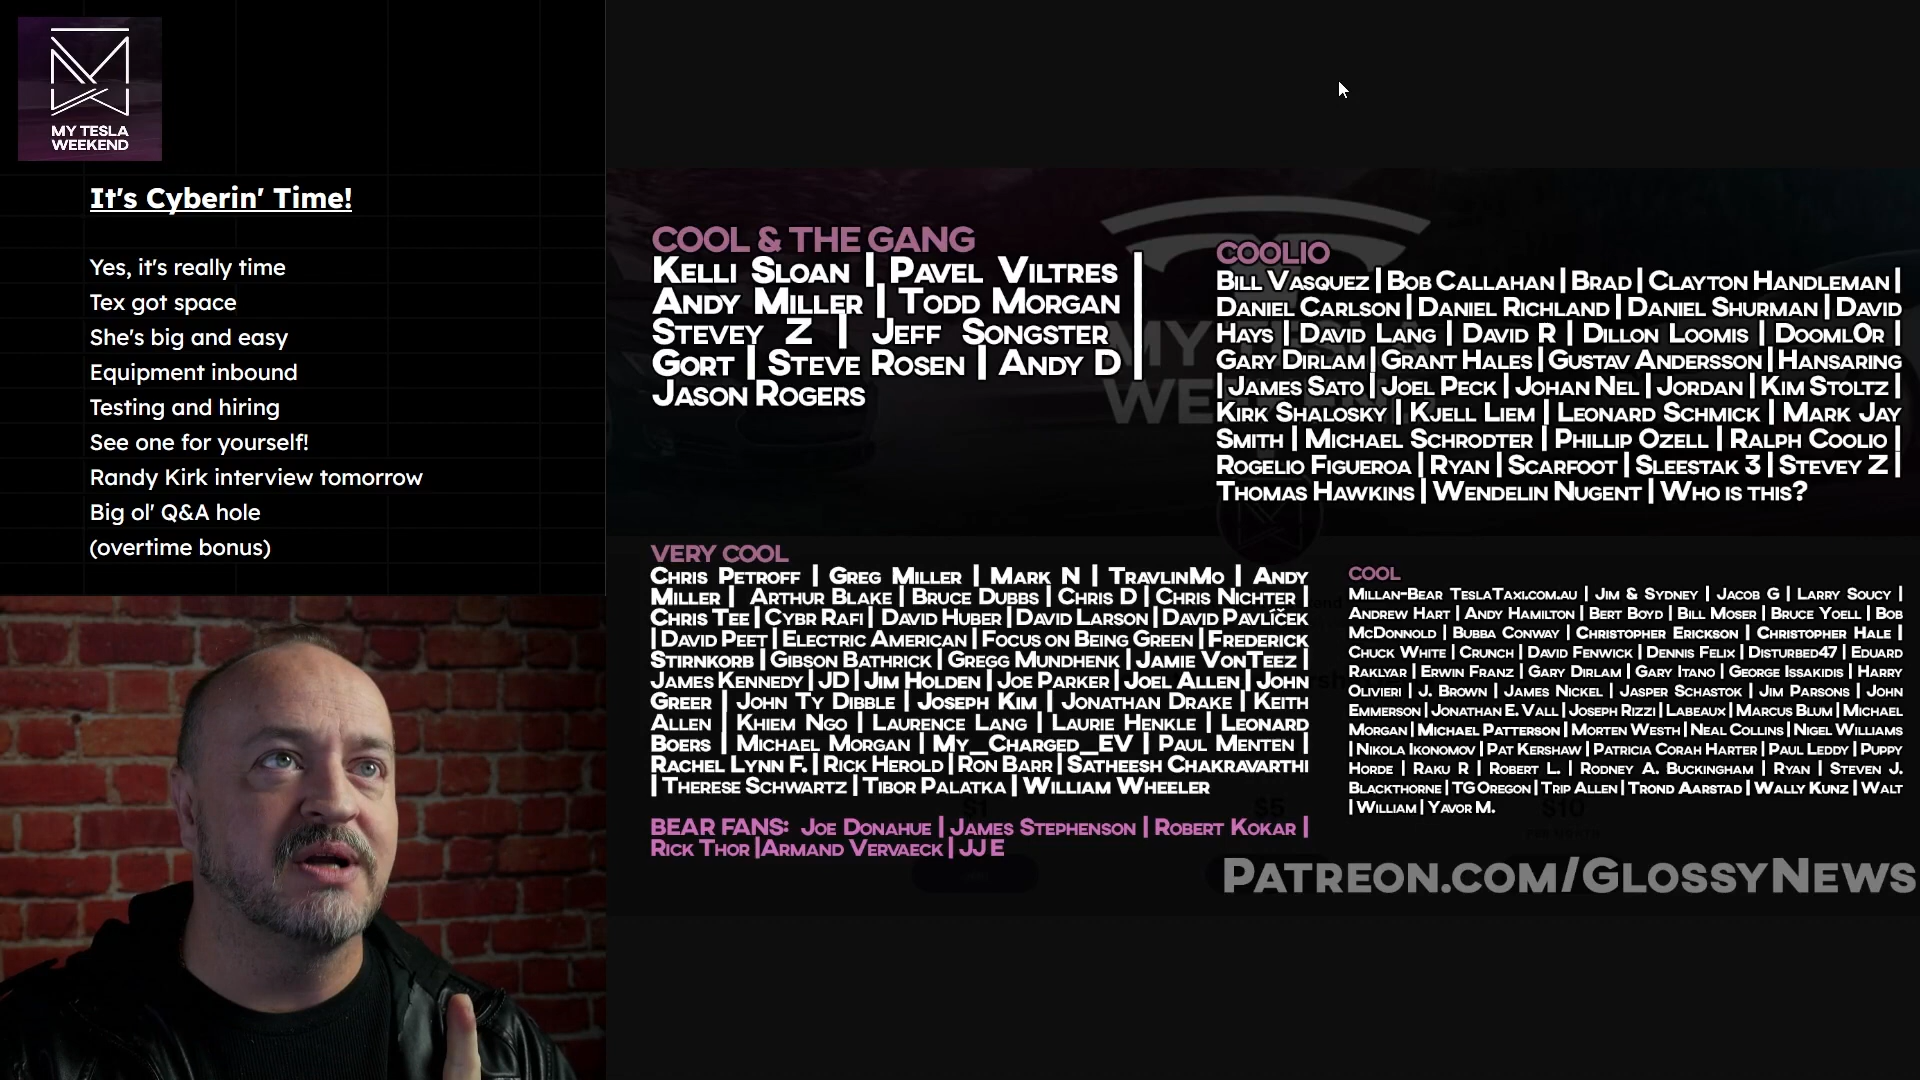 MY TESLA
WEEKEND
It's Cyberin' Time!
Yes, it's really time
Tex got space
She's big and easy
Equipment inbound
Testing and hiring
See one for yourself!
Randy Kirk interview tomorrow
Big ol' Q&A hole
(overtime bonus)
COOL & THE GANG
KELLI SLOAN | PAVEL VILTRES |
ANDY MILLER | TODD MORGAN |
STEVEY Z | JEFF SONGSTER |
GORT | STEVE ROSEN | ANDY D |
JASON ROGERS
COOLIO
BILL VASQUEZ | BOB CALLAHAN | BRAD | CLAYTON HANDLEMAN |
DANIEL CARLSON | DANIEL RICHLAND | DANIEL SHURMAN | DAVID
HAYS | DAVID LANG | DAVID R | DILLON LOOMIS | DOOML0R |
GARY DIRLAM | GRANT HALES | GUSTAV ANDERSSON | HANSARING
| JAMES SATO | JOEL PECK | JOHAN NEL | JORDAN | KIM STOLTZ |
KIRK SHALOSKY | KJELL LIEM | LEONARD SCHMICK | MARK JAY
SMITH | MICHAEL SCHRODTER | PHILLIP OZELL | RALPH COOLIO |
ROGELIO FIGUEROA | RYAN | SCARFOOT | SLEESTAK 3 | STEVEY Z |
THOMAS HAWKINS | WENDELIN NUGENT | WHO IS THIS?
MY TESLA
WEEKEND
VERY COOL
CHRIS PETROFF | GREG MILLER | MARK N | TRAVLINMO | ANDY
MILLER | ARTHUR BLAKE | BRUCE DUBBS | CHRIS D | CHRIS NICHTER |
CHRIS TEE | CYBR RAFI | DAVID HUBER | DAVID LARSON | DAVID PAVLÍČEK
| DAVID PEET | ELECTRIC AMERICAN | FOCUS ON BEING GREEN | FREDERICK
STIRNKORB | GIBSON BATHRICK | GREGG MUNDHENK | JAMIE VONTEEZ |
JAMES KENNEDY | JD | JIM HOLDEN | JOE PARKER | JOEL ALLEN | JOHN
GREER | JOHN TY DIBBLE | JOSEPH KIM | JONATHAN DRAKE | KEITH
ALLEN | KHIEM NGO | LAURENCE LANG | LAURIE HENKLE | LEONARD
BOERS | MICHAEL MORGAN | MY_CHARGED_EV | PAUL MENTEN |
RACHEL LYNN F. | RICK HEROLD | RON BARR | SATHEESH CHAKRAVARTHI
| THERESE SCHWARTZ | TIBOR PALATKA | WILLIAM WHEELER
BEAR FANS: JOE DONAHUE | JAMES STEPHENSON | ROBERT KOKAR |
RICK THOR |ARMAND VERVAECK | JJ E
COOL
MILLAN-BEAR TESLATAXI.COM.AU | JIM & SYDNEY | JACOB G | LARRY SOUCY |
ANDREW HART | ANDY HAMILTON | BERT BOYD | BILL MOSER | BRUCE YOELL | BOB
MCDONNOLD | BUBBA CONWAY | CHRISTOPHER ERICKSON | CHRISTOPHER HALE |
CHUCK WHITE | CRUNCH | DAVID FENWICK | DENNIS FELIX | DISTURBED47 | EDUARD
RAKLYAR | ERWIN FRANZ | GARY DIRLAM | GARY ITANO | GEORGE ISSAKIDIS | HARRY
OLIVIERI | J. BROWN | JAMES NICKEL | JASPER SCHASTOK | JIM PARSONS | JOHN
EMMERSON | JONATHAN E. VALL | JOSEPH RIZZI | LABEAUX | MARCUS BLUM | MICHAEL
MORGAN | MICHAEL PATTERSON | MORTEN WESTH | NEAL COLLINS | NIGEL WILLIAMS
| NIKOLA IKONOMOV | PAT KERSHAW | PATRICIA CORAH HARTER | PAUL LEDDY | PUPPY
HORDE | RAKU R | ROBERT L. | RODNEY A. BUCKINGHAM | RYAN | STEVEN J.
BLACKTHORNE | TG OREGON | TRIP ALLEN | TROND AARSTAD | WALLY KUNZ | WALT
| WILLIAM | YAVOR M.
$1
$5
$10
PATREON.COM/GLOSSYNEWS